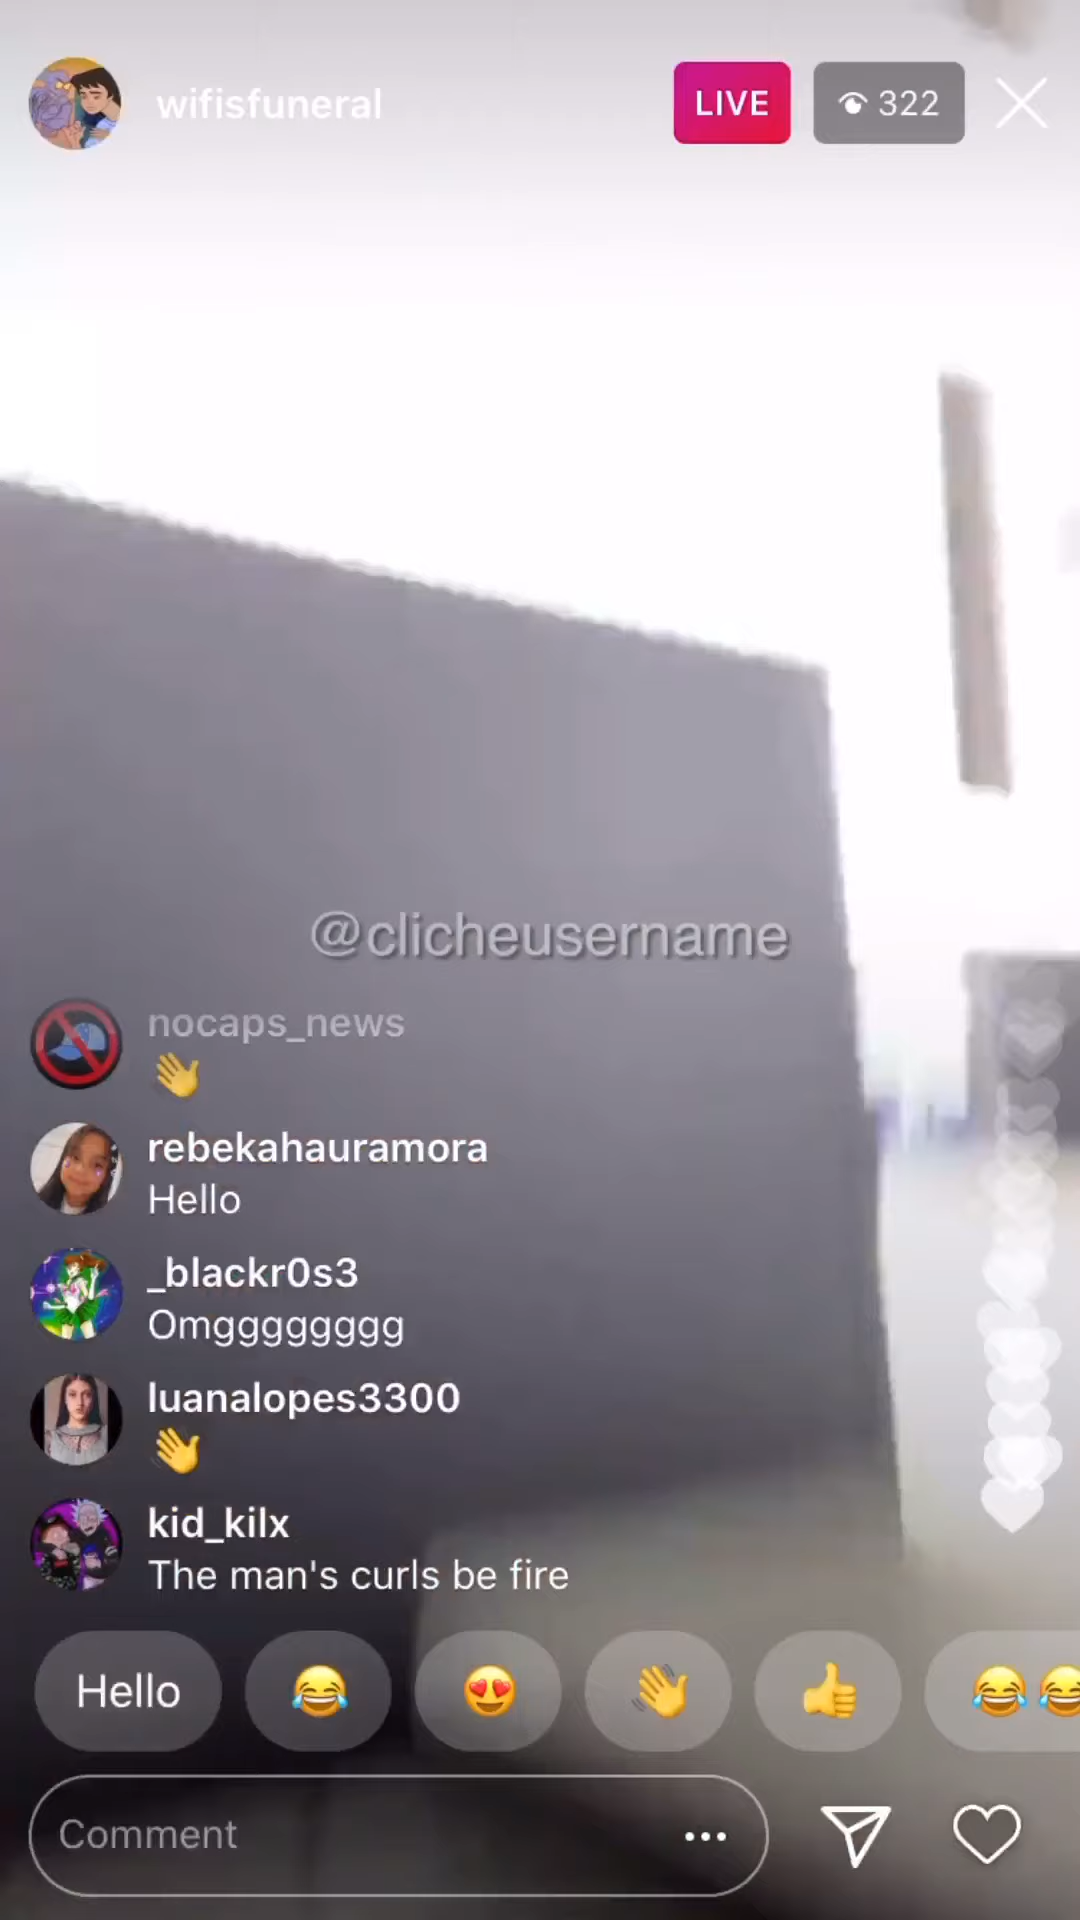 wifisfuneral
LIVE
322
@clicheusername
nocaps_news
👋
rebekahauramora
Hello
_blackr0s3
Omgggggggg
luanalopes3300
👋
kid_kilx
The man's curls be fire
Hello 😂 😍 👋 👍 😂😂
Comment